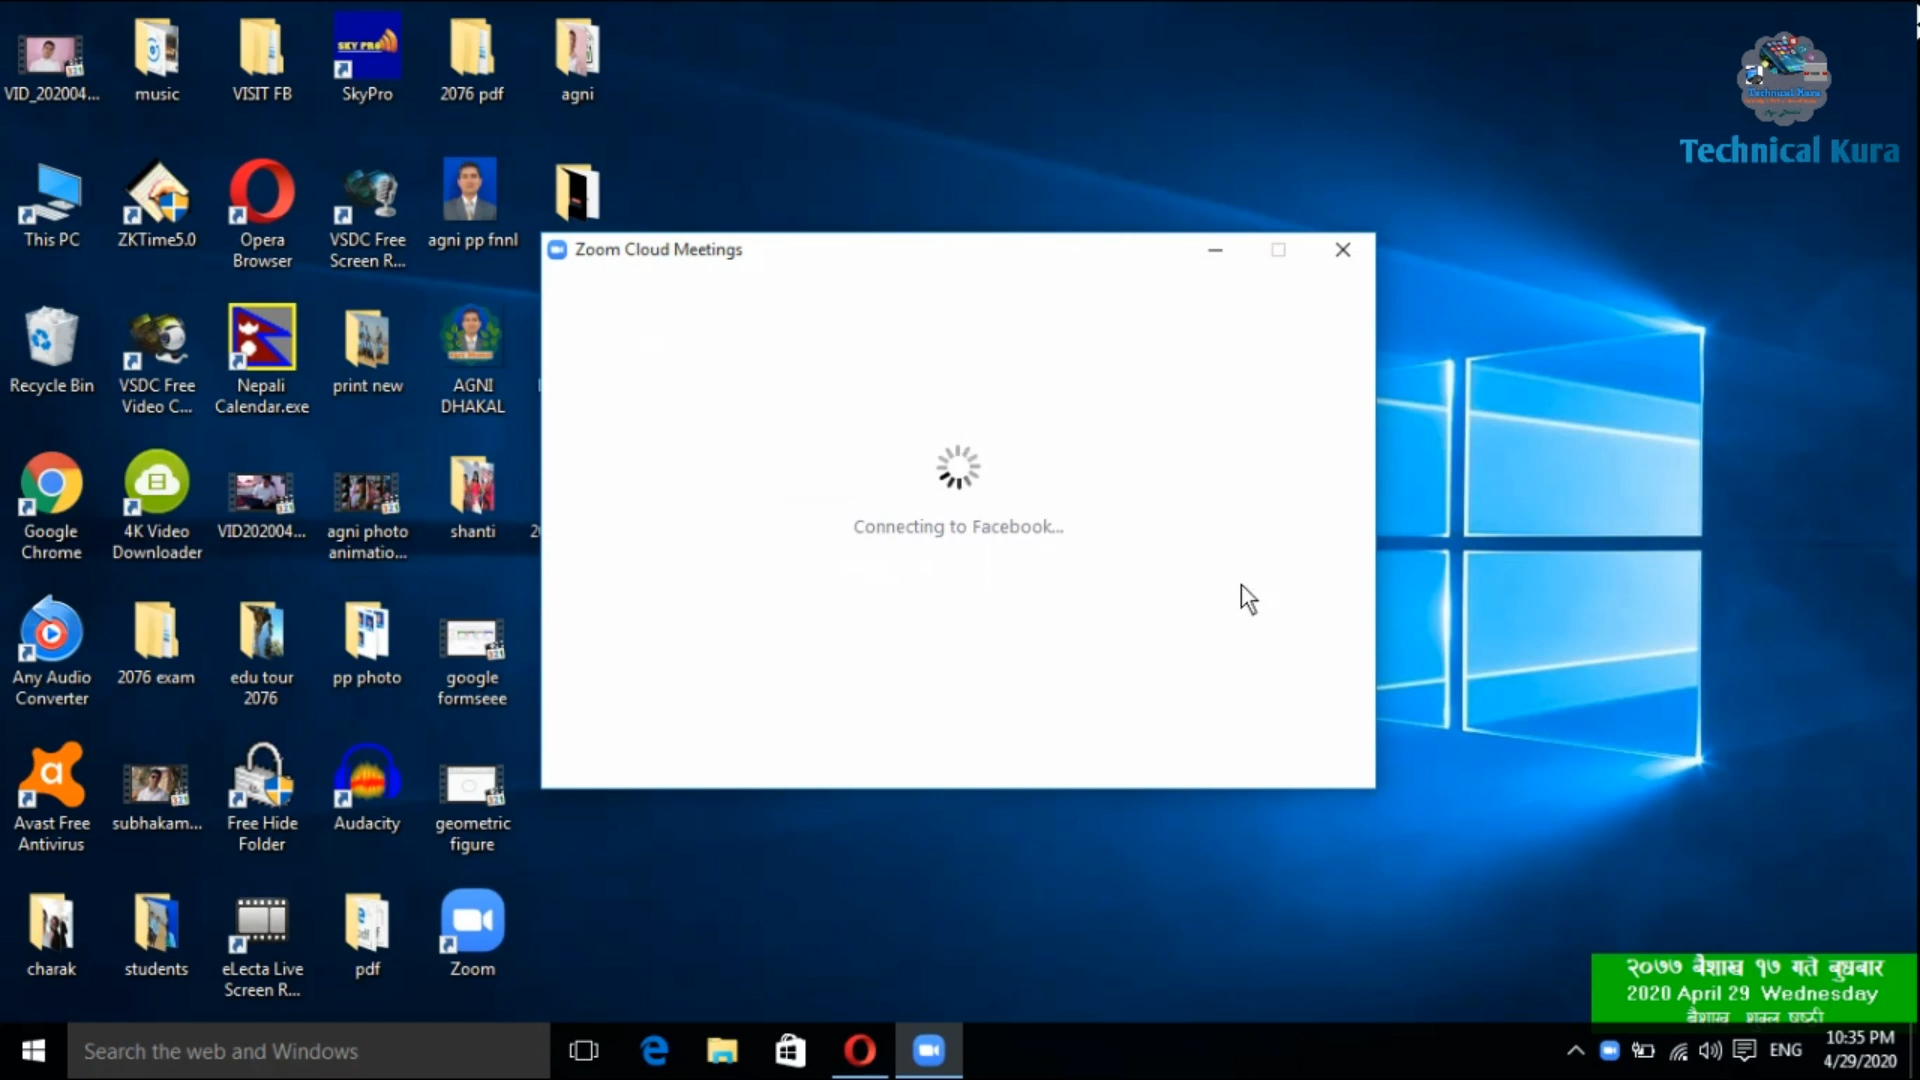 VID_202004...
music
VISIT FB
SKY PRO
SkyPro
2076 pdf
agni
Technical Kura
Technical Kura
This PC
ZKTime5.0
Opera
Browser
VSDC Free
Screen R...
agni pp fnnl
Zoom Cloud Meetings
Recycle Bin
VSDC Free
Video C...
Nepali
Calendar.exe
print new
AGNI
DHAKAL
Google
Chrome
4K Video
Downloader
VID202004...
agni photo
animatio...
shanti
Connecting to Facebook...
Any Audio
Converter
2076 exam
edu tour
2076
pp photo
google
formseee
Avast Free
Antivirus
subhakam...
Free Hide
Folder
Audacity
geometric
figure
charak
students
eLecta Live
Screen R...
pdf
Zoom
२०७७ बैशाख १७ गते बुधबार
2020 April 29 Wednesday
बैशाख शुक्ल षष्ठी
Search the web and Windows
ENG
10:35 PM
4/29/2020